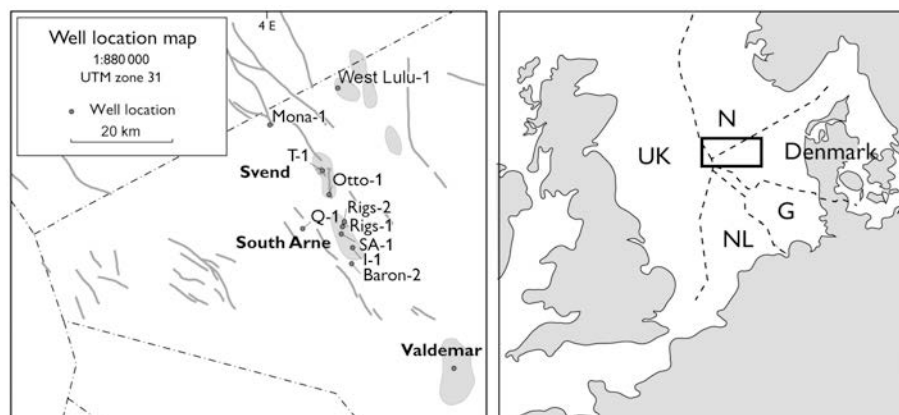 Well location map
1:880 000
UTM zone 31
Well location
20 km
4 E
West Lulu-1
Mona-1
T-1
Svend
Otto-1
Rigs-2
Q-1
Rigs-1
South Arne
SA-1
I-1
Baron-2
Valdemar
N
UK
Denmark
G
NL